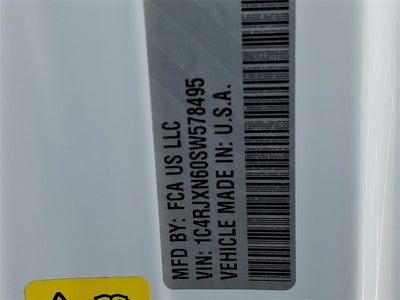 MFD BY: FCA US LLC
VIN: 1C4RJXN60SW578495
VEHICLE MADE IN: U.S.A.